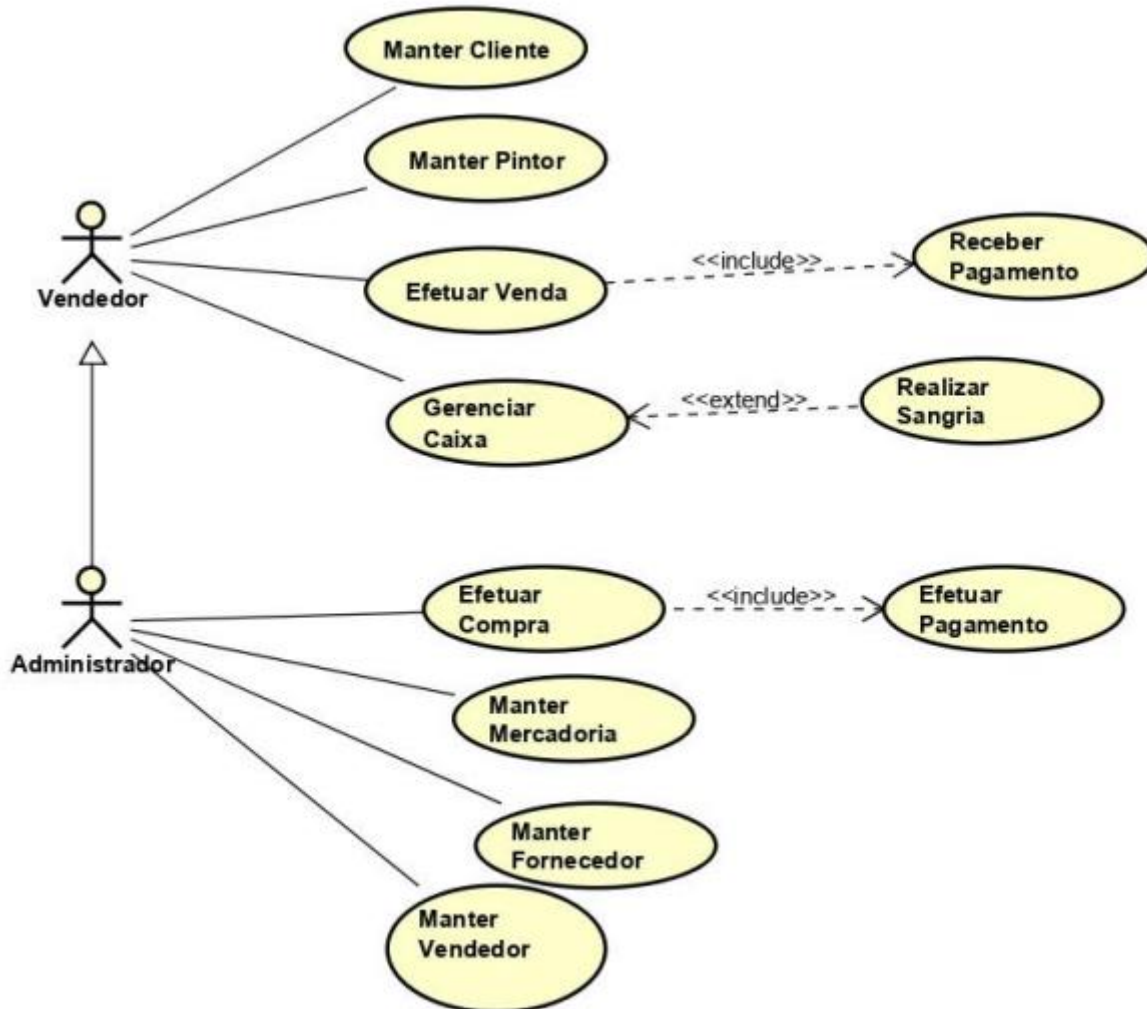 Manter Cliente
Manter Pintor
Vendedor
Efetuar Venda
<<include>>
Receber
Pagamento
Gerenciar
Caixa
<<extend>>
Realizar
Sangria
Administrador
Efetuar
Compra
<<include>>
Efetuar
Pagamento
Manter
Mercadoria
Manter
Fornecedor
Manter
Vendedor